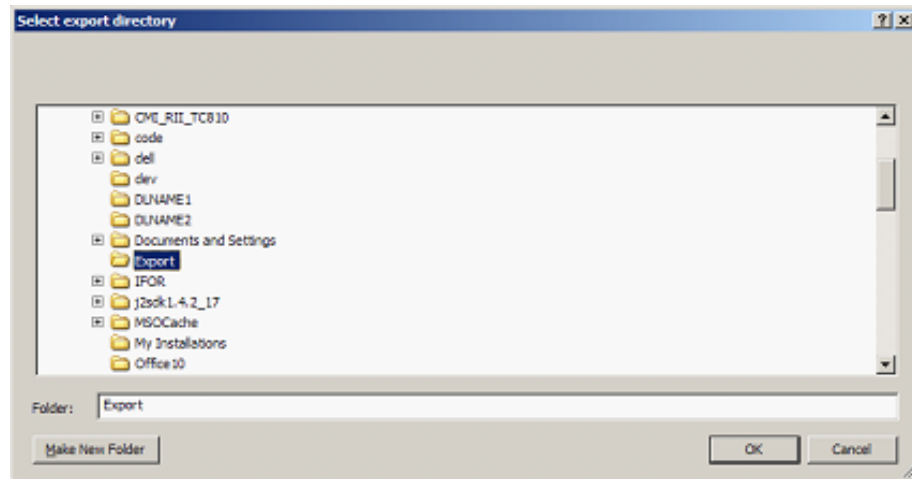 Select export directory
CMI_RII_TC810
code
dell
dev
DLNAME1
DLNAME2
Documents and Settings
Export
IFOR
j2sdk1.4.2_17
MSOCache
My Installations
Office10
Folder: Export
Make New Folder OK Cancel